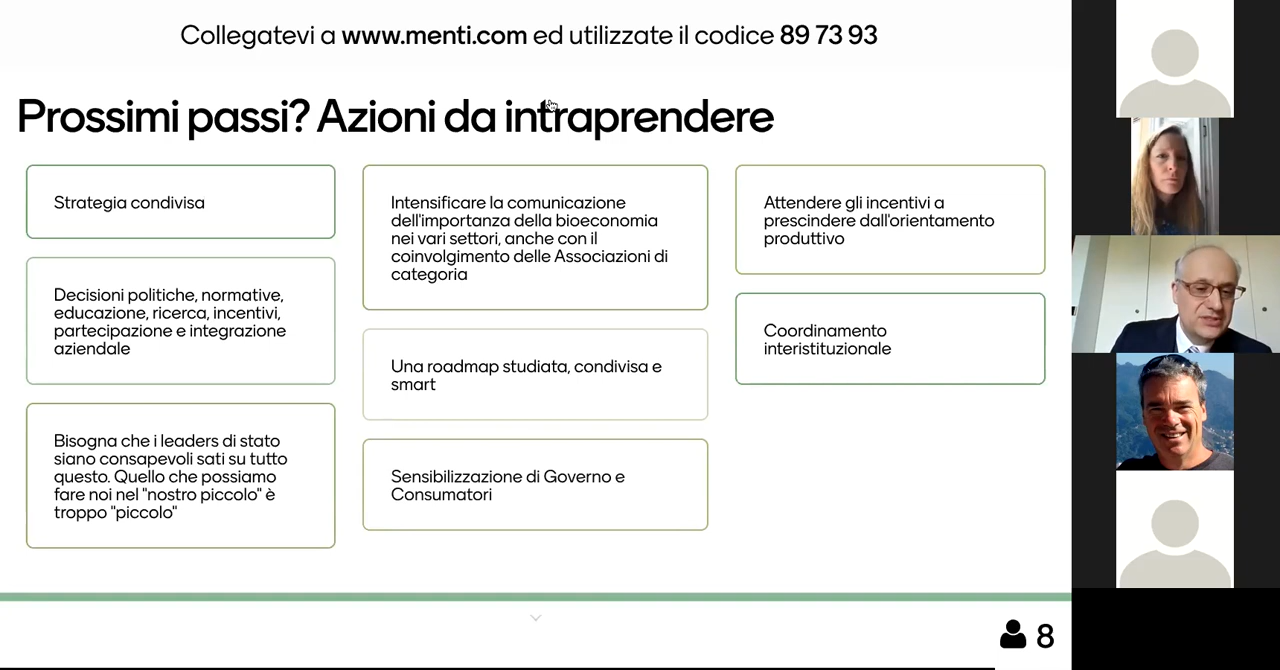 Collegatevi a www.menti.com ed utilizzate il codice 89 73 93
Prossimi passi? Azioni da intraprendere
Strategia condivisa
Decisioni politiche, normative,
educazione, ricerca, incentivi,
partecipazione e integrazione
aziendale
Bisogna che i leaders di stato
siano consapevoli sati su tutto
questo. Quello che possiamo
fare noi nel "nostro piccolo" è
troppo "piccolo"
Intensificare la comunicazione
dell'importanza della bioeconomia
nei vari settori, anche con il
coinvolgimento delle Associazioni di
categoria
Una roadmap studiata, condivisa e
smart
Sensibilizzazione di Governo e
Consumatori
Attendere gli incentivi a
prescindere dall'orientamento
produttivo
Coordinamento
interistituzionale
8